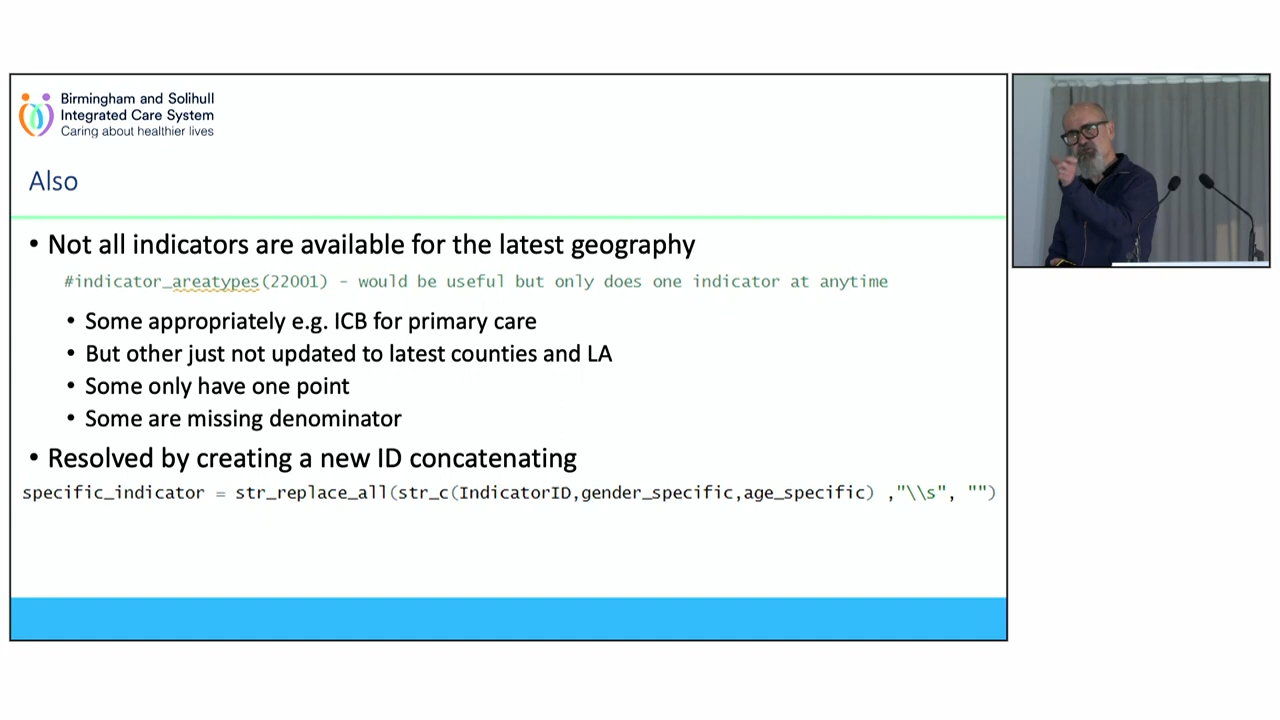 Birmingham and Solihull
Integrated Care System
Caring about healthier lives
Also
• Not all indicators are available for the latest geography
#indicator_areatypes(22001) - would be useful but only does one indicator at anytime
• Some appropriately e.g. ICB for primary care
• But other just not updated to latest counties and LA
• Some only have one point
• Some are missing denominator
• Resolved by creating a new ID concatenating
specific_indicator = str_replace_all(str_c(IndicatorID,gender_specific,age_specific) ,"\\s", "")